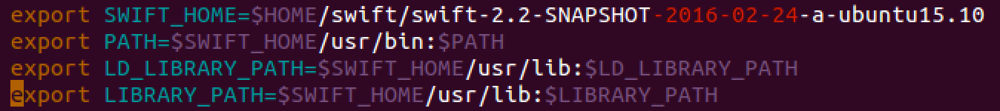 export SWIFT_HOME=$HOME/swift/swift-2.2-SNAPSHOT-2016-02-24-a-ubuntu15.10
export PATH=$SWIFT_HOME/usr/bin:$PATH
export LD_LIBRARY_PATH=$SWIFT_HOME/usr/lib:$LD_LIBRARY_PATH
export LIBRARY_PATH=$SWIFT_HOME/usr/lib:$LIBRARY_PATH